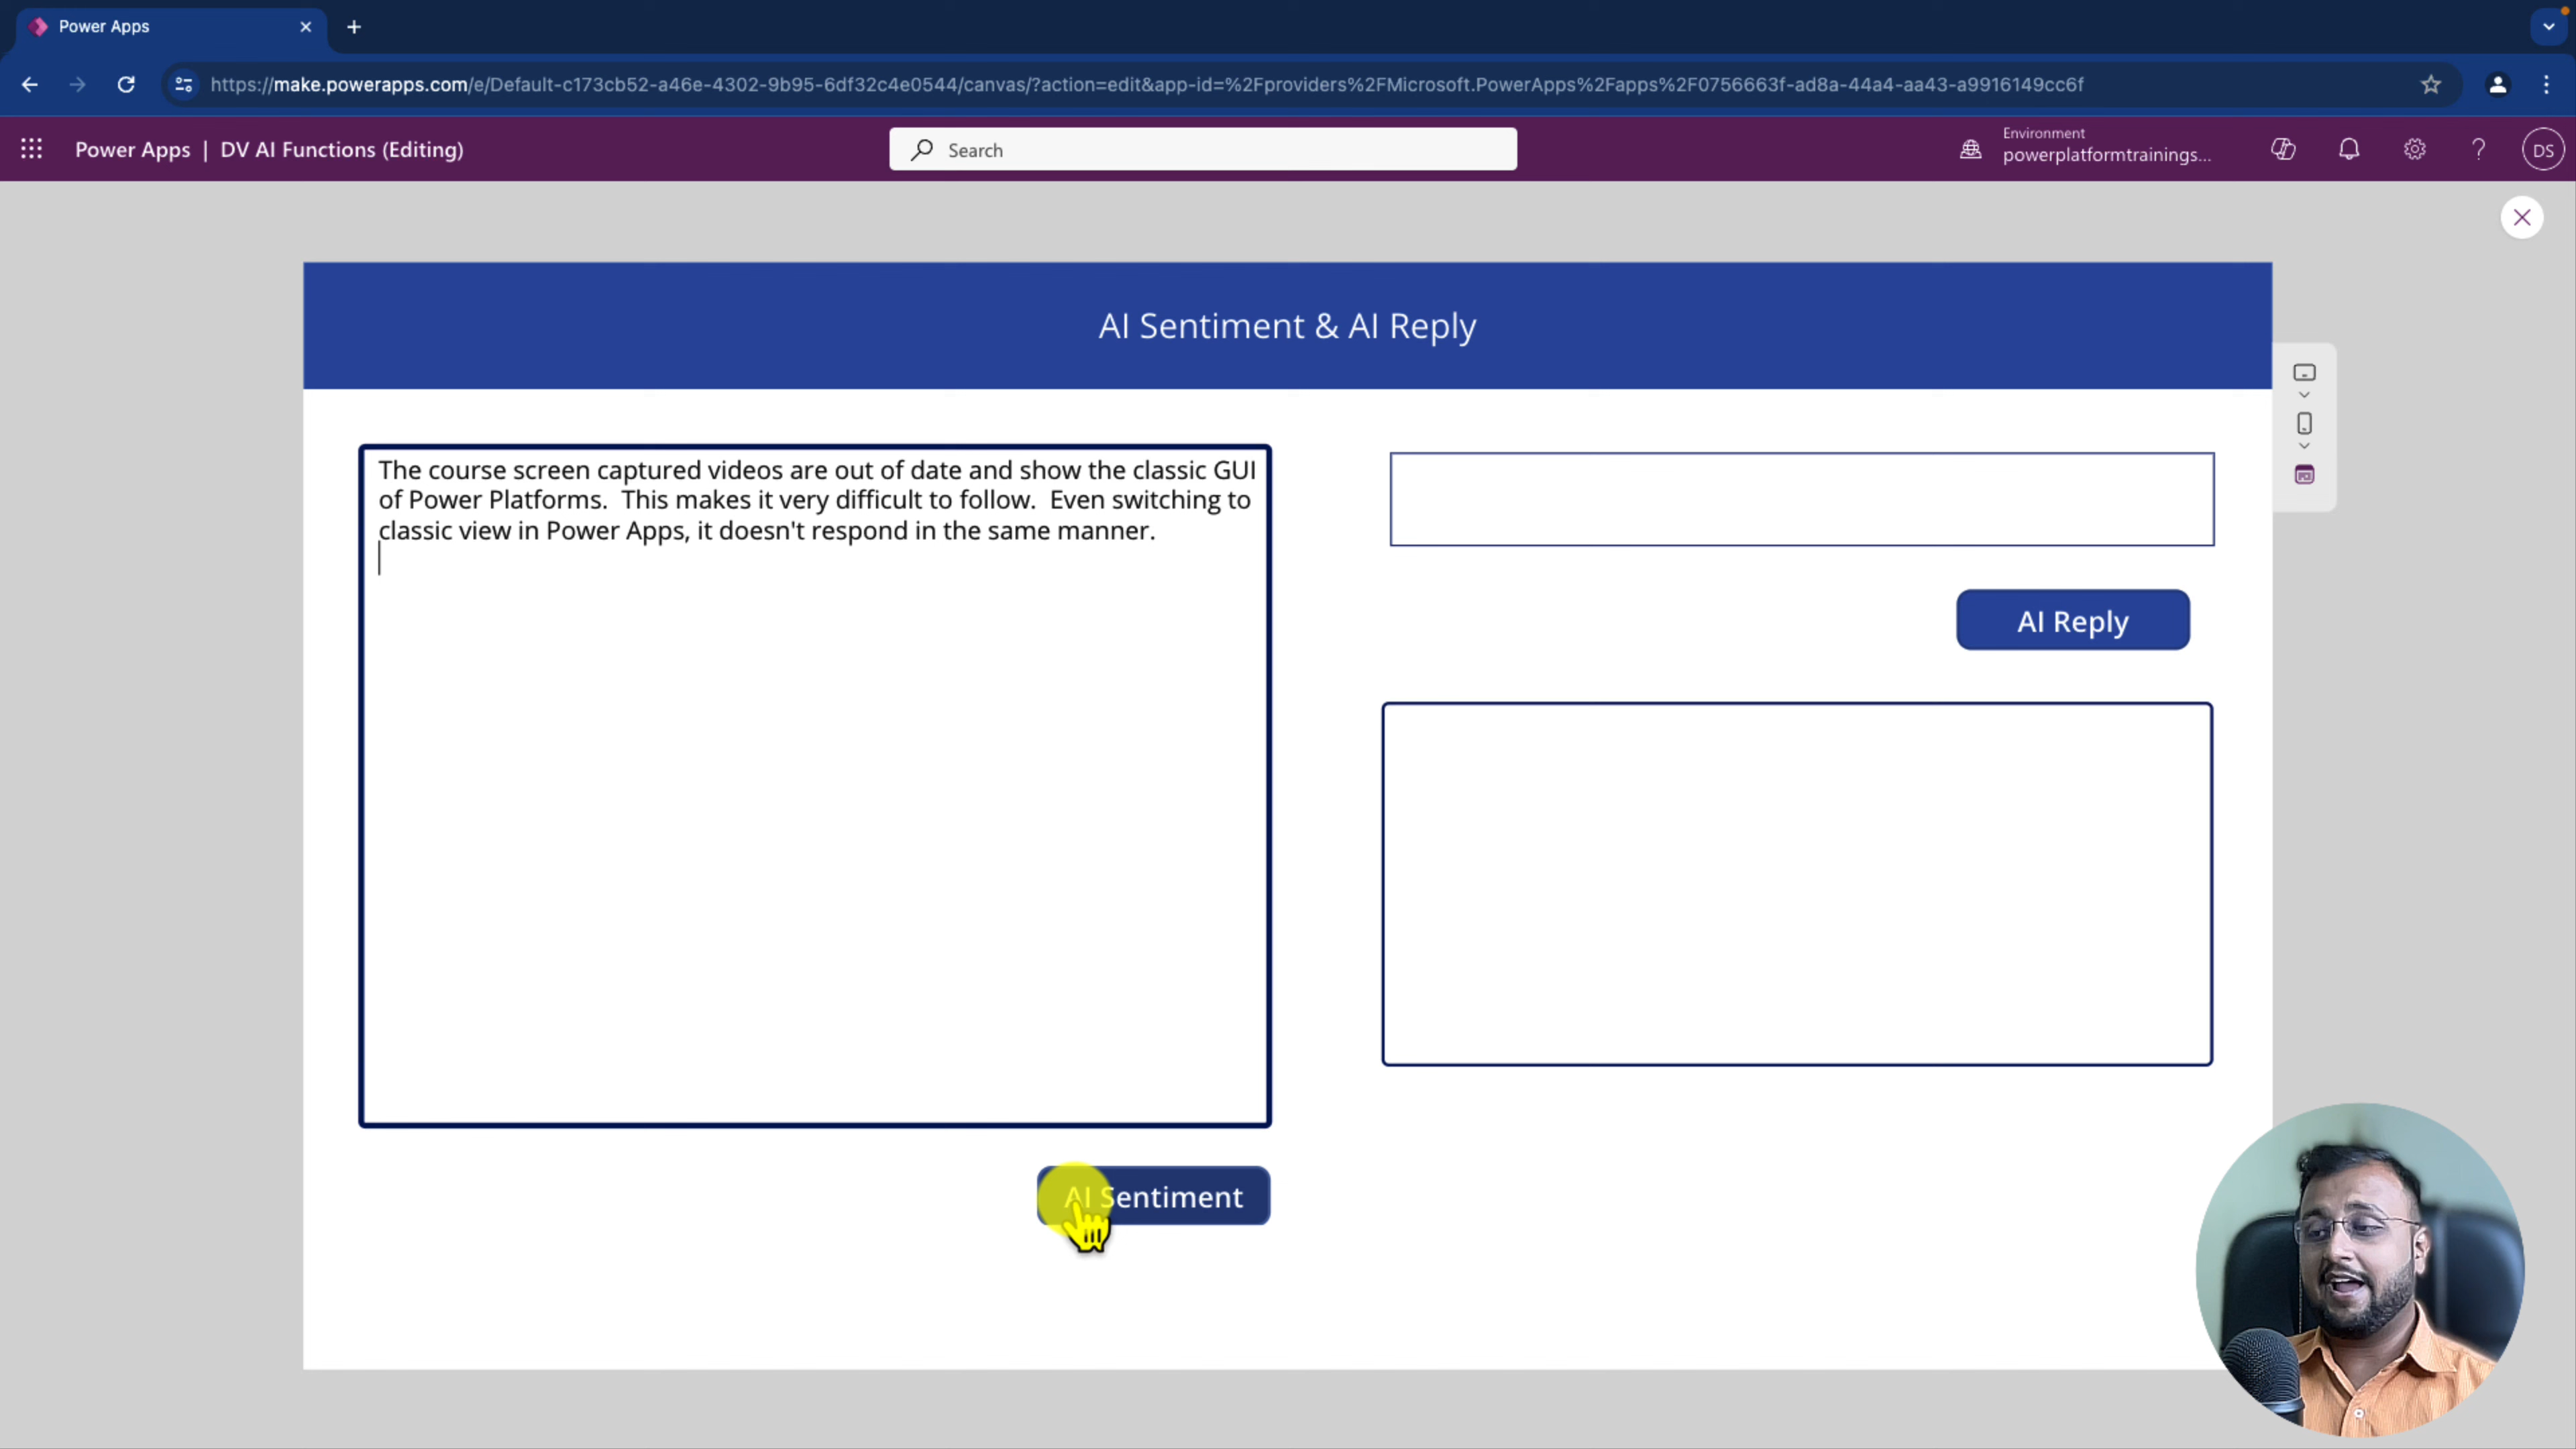 Power Apps
https://make.powerapps.com/e/Default-c173cb52-a46e-4302-9b95-6df32c4e0544/canvas/?action=edit&app-id=%2Fproviders%2FMicrosoft.PowerApps%2Fapps%2F0756663f-ad8a-44a4-aa43-a9916149cc6f
Power Apps | DV AI Functions (Editing)
Search
Environment
powerplatformtrainings...
DS
AI Sentiment & AI Reply
The course screen captured videos are out of date and show the classic GUI
of Power Platforms.  This makes it very difficult to follow.  Even switching to
classic view in Power Apps, it doesn't respond in the same manner.
AI Reply
AI Sentiment